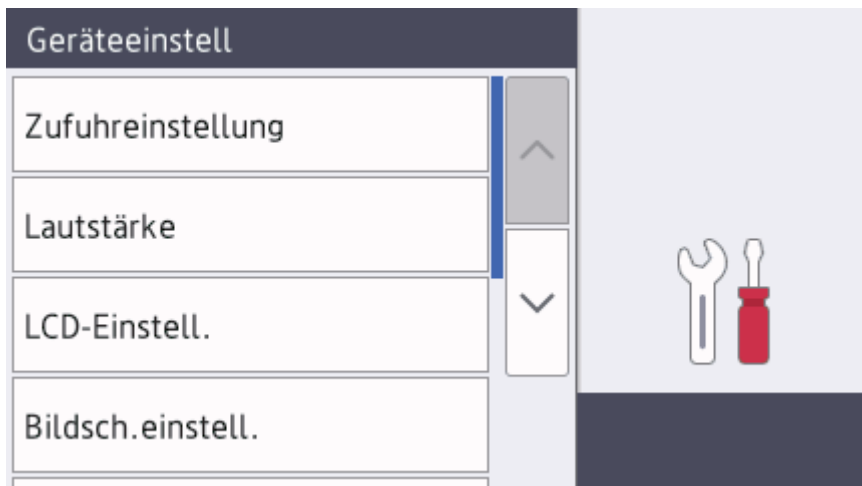 Geräteeinstell
Zufuhreinstellung
Lautstärke
LCD-Einstell.
Bildsch.einstell.